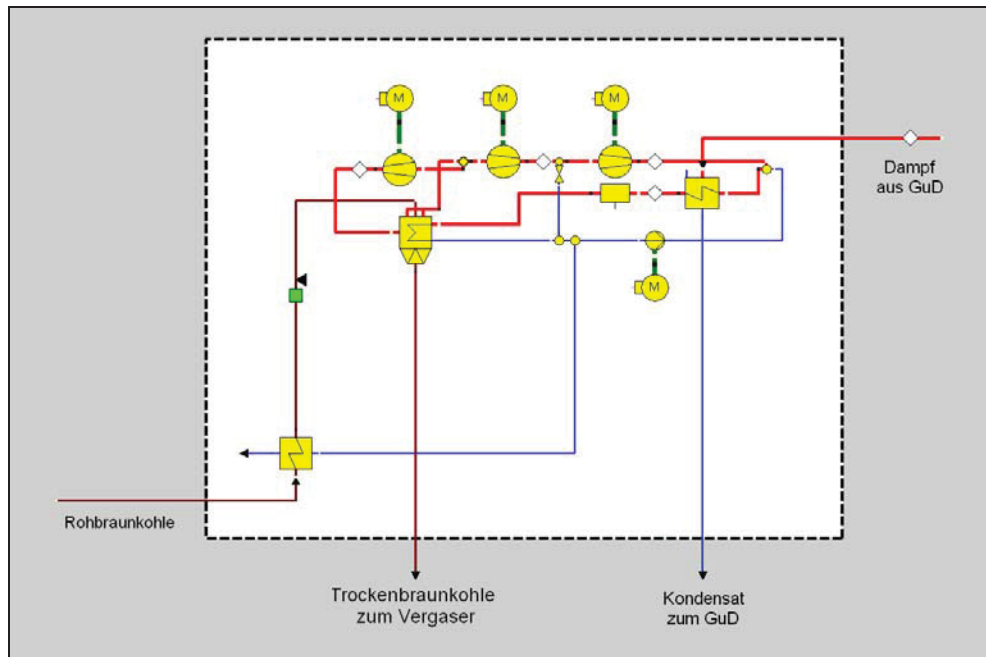 M
M
M
Dampf
aus GuD
M
Rohbraunkohle
Trockenbraunkohle
zum Vergaser
Kondensat
zum GuD